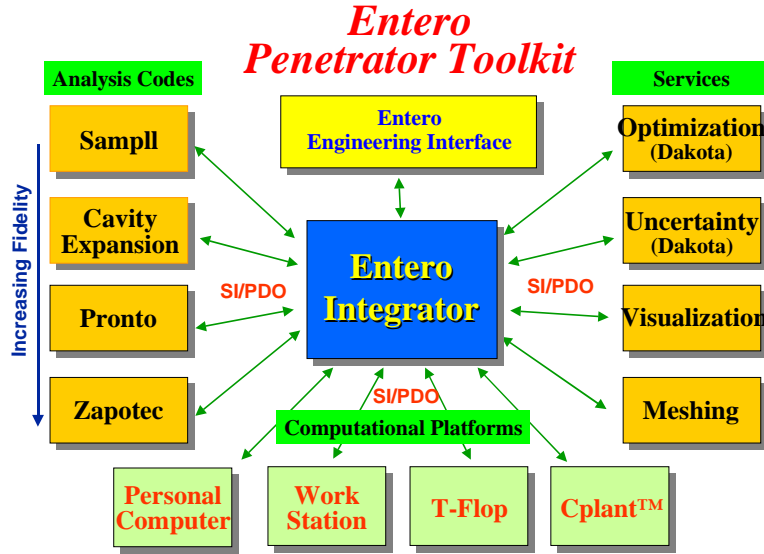 Entero
Penetrator Toolkit
Analysis Codes
Services
Sampll
Entero
Engineering Interface
Optimization
(Dakota)
Increasing Fidelity
Cavity
Expansion
Uncertainty
(Dakota)
Entero
Integrator
SI/PDO
SI/PDO
Pronto
Visualization
Zapotec
SI/PDO
Meshing
Computational Platforms
Personal
Computer
Work
Station
T-Flop
Cplant™